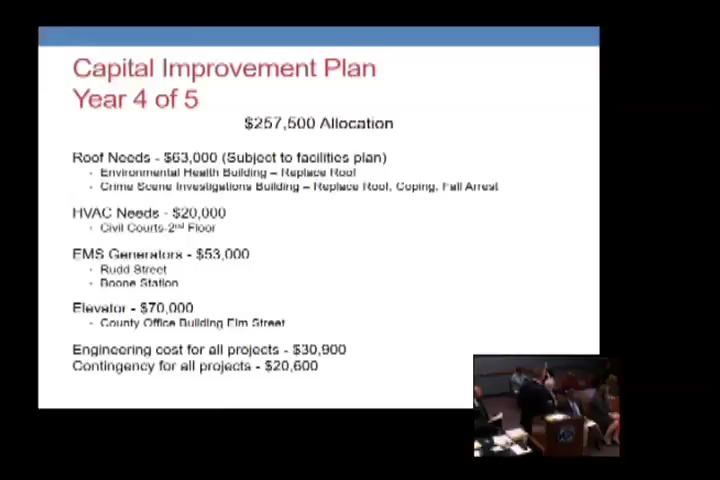 Capital Improvement Plan
Year 4 of 5
$257,500 Allocation
Roof Needs - $63,000 (Subject to facilities plan)
· Environmental Health Building – Replace Roof
· Crime Scene Investigations Building – Replace Roof, Coping, Fall Arrest
HVAC Needs - $20,000
· Civil Courts-2nd Floor
EMS Generators - $53,000
· Rudd Street
· Boone Station
Elevator - $70,000
· County Office Building Elm Street
Engineering cost for all projects - $30,900
Contingency for all projects - $20,600